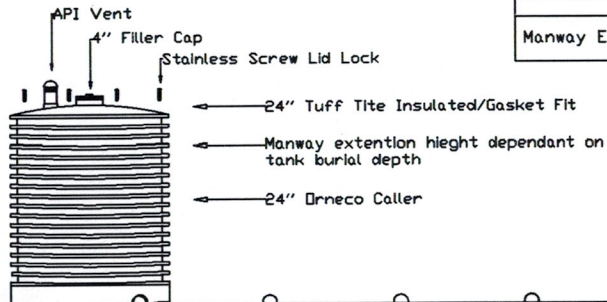 API Vent
4" Filler Cap
Stainless Screw Lid Lock
Manway E
24" Tuff Tite Insulated/Gasket Fit
Manway extention hieght dependant on
tank burial depth
24" Orneco Caller